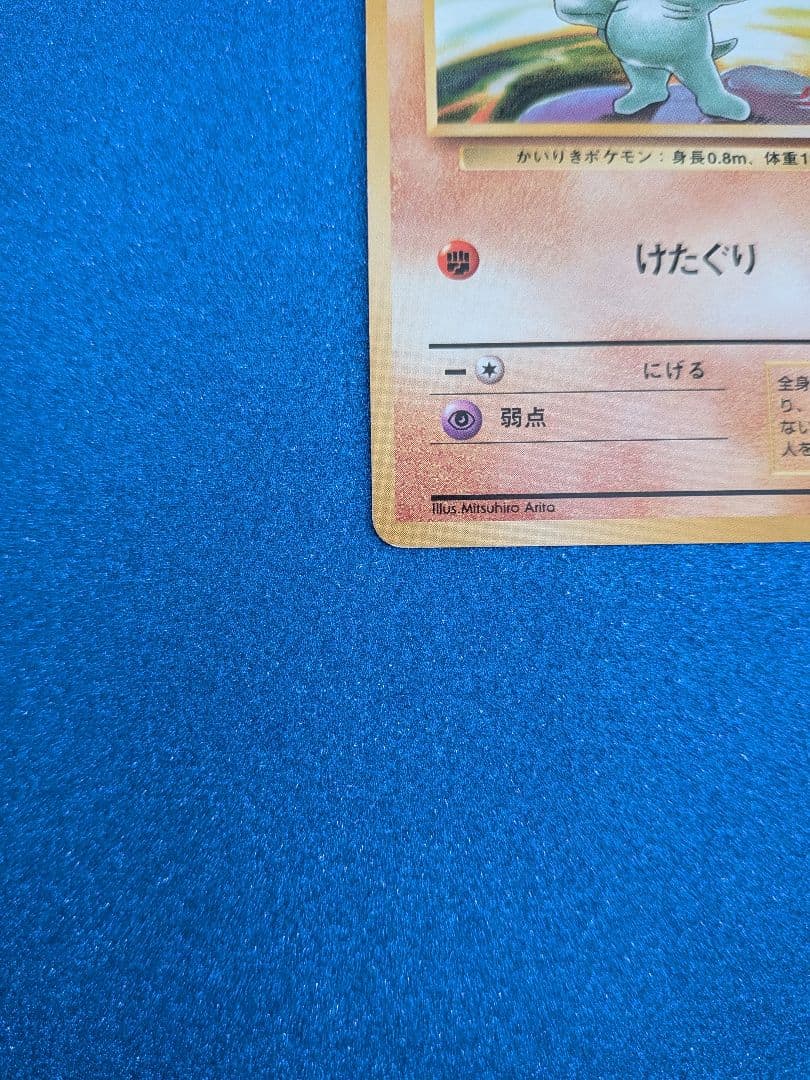 かいりきポケモン：身長0.8m、体重1
けたぐり
にげる
弱点
全身
り、
ない
人を
Illus.Mitsuhiro Arita